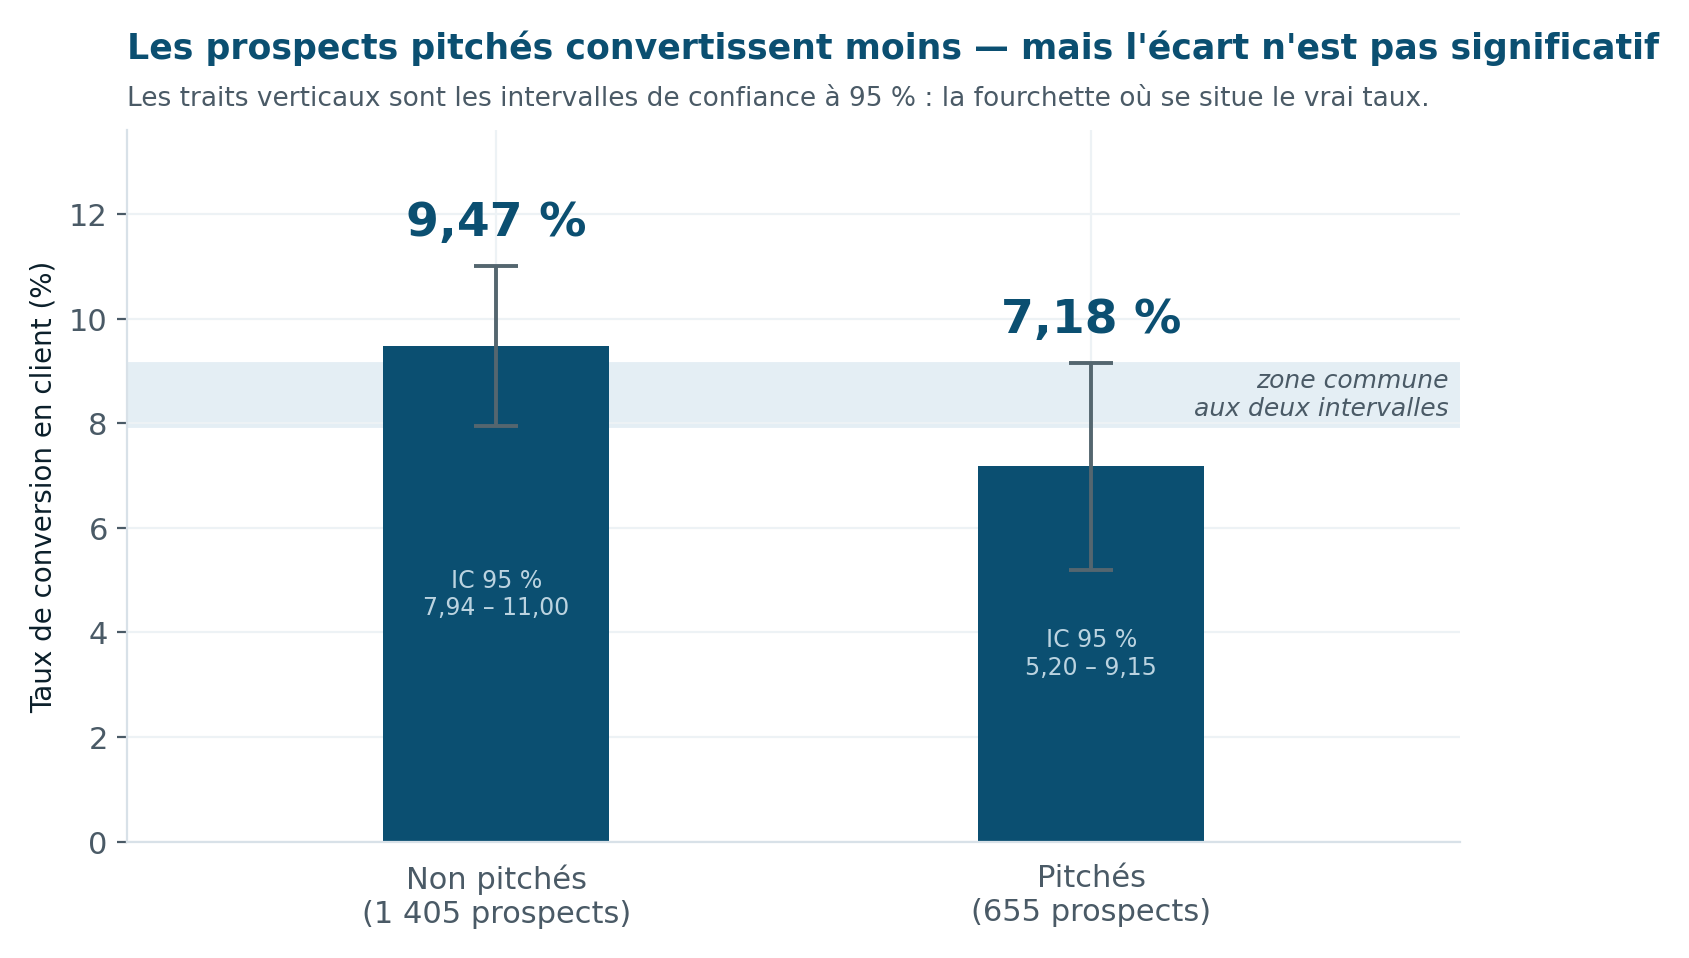 Les prospects pitchés convertissent moins — mais l'écart n'est pas significatif
Les traits verticaux sont les intervalles de confiance à 95 % : la fourchette où se situe le vrai taux.
Taux de conversion en client (%)
12
10
8
6
4
2
0
9,47 %
7,18 %
zone commune
aux deux intervalles
IC 95 %
7,94 – 11,00
IC 95 %
5,20 – 9,15
Non pitchés
(1 405 prospects)
Pitchés
(655 prospects)